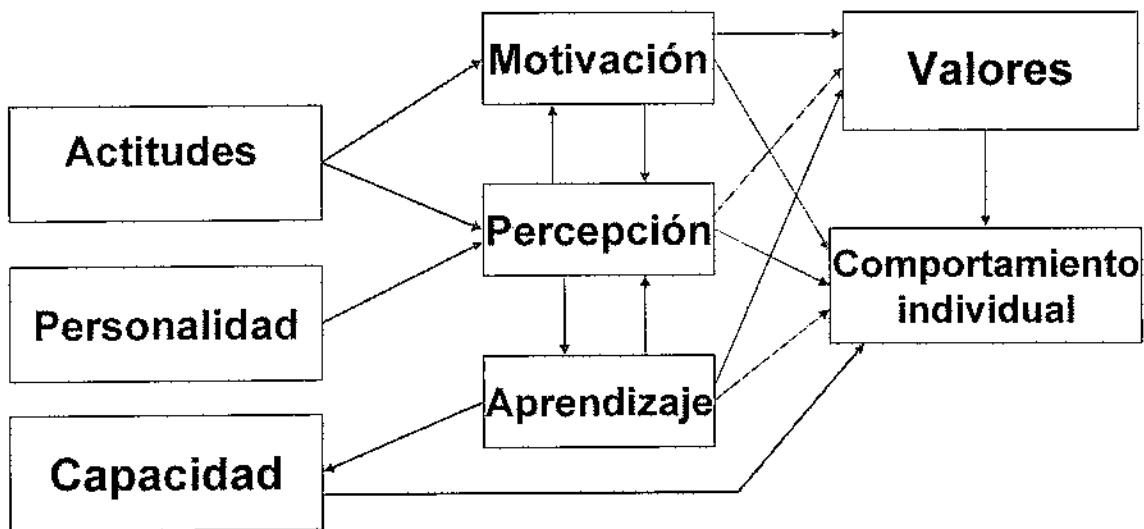 Actitudes
Personalidad
Capacidad
Motivación
Percepción
Aprendizaje
Valores
Comportamiento
individual